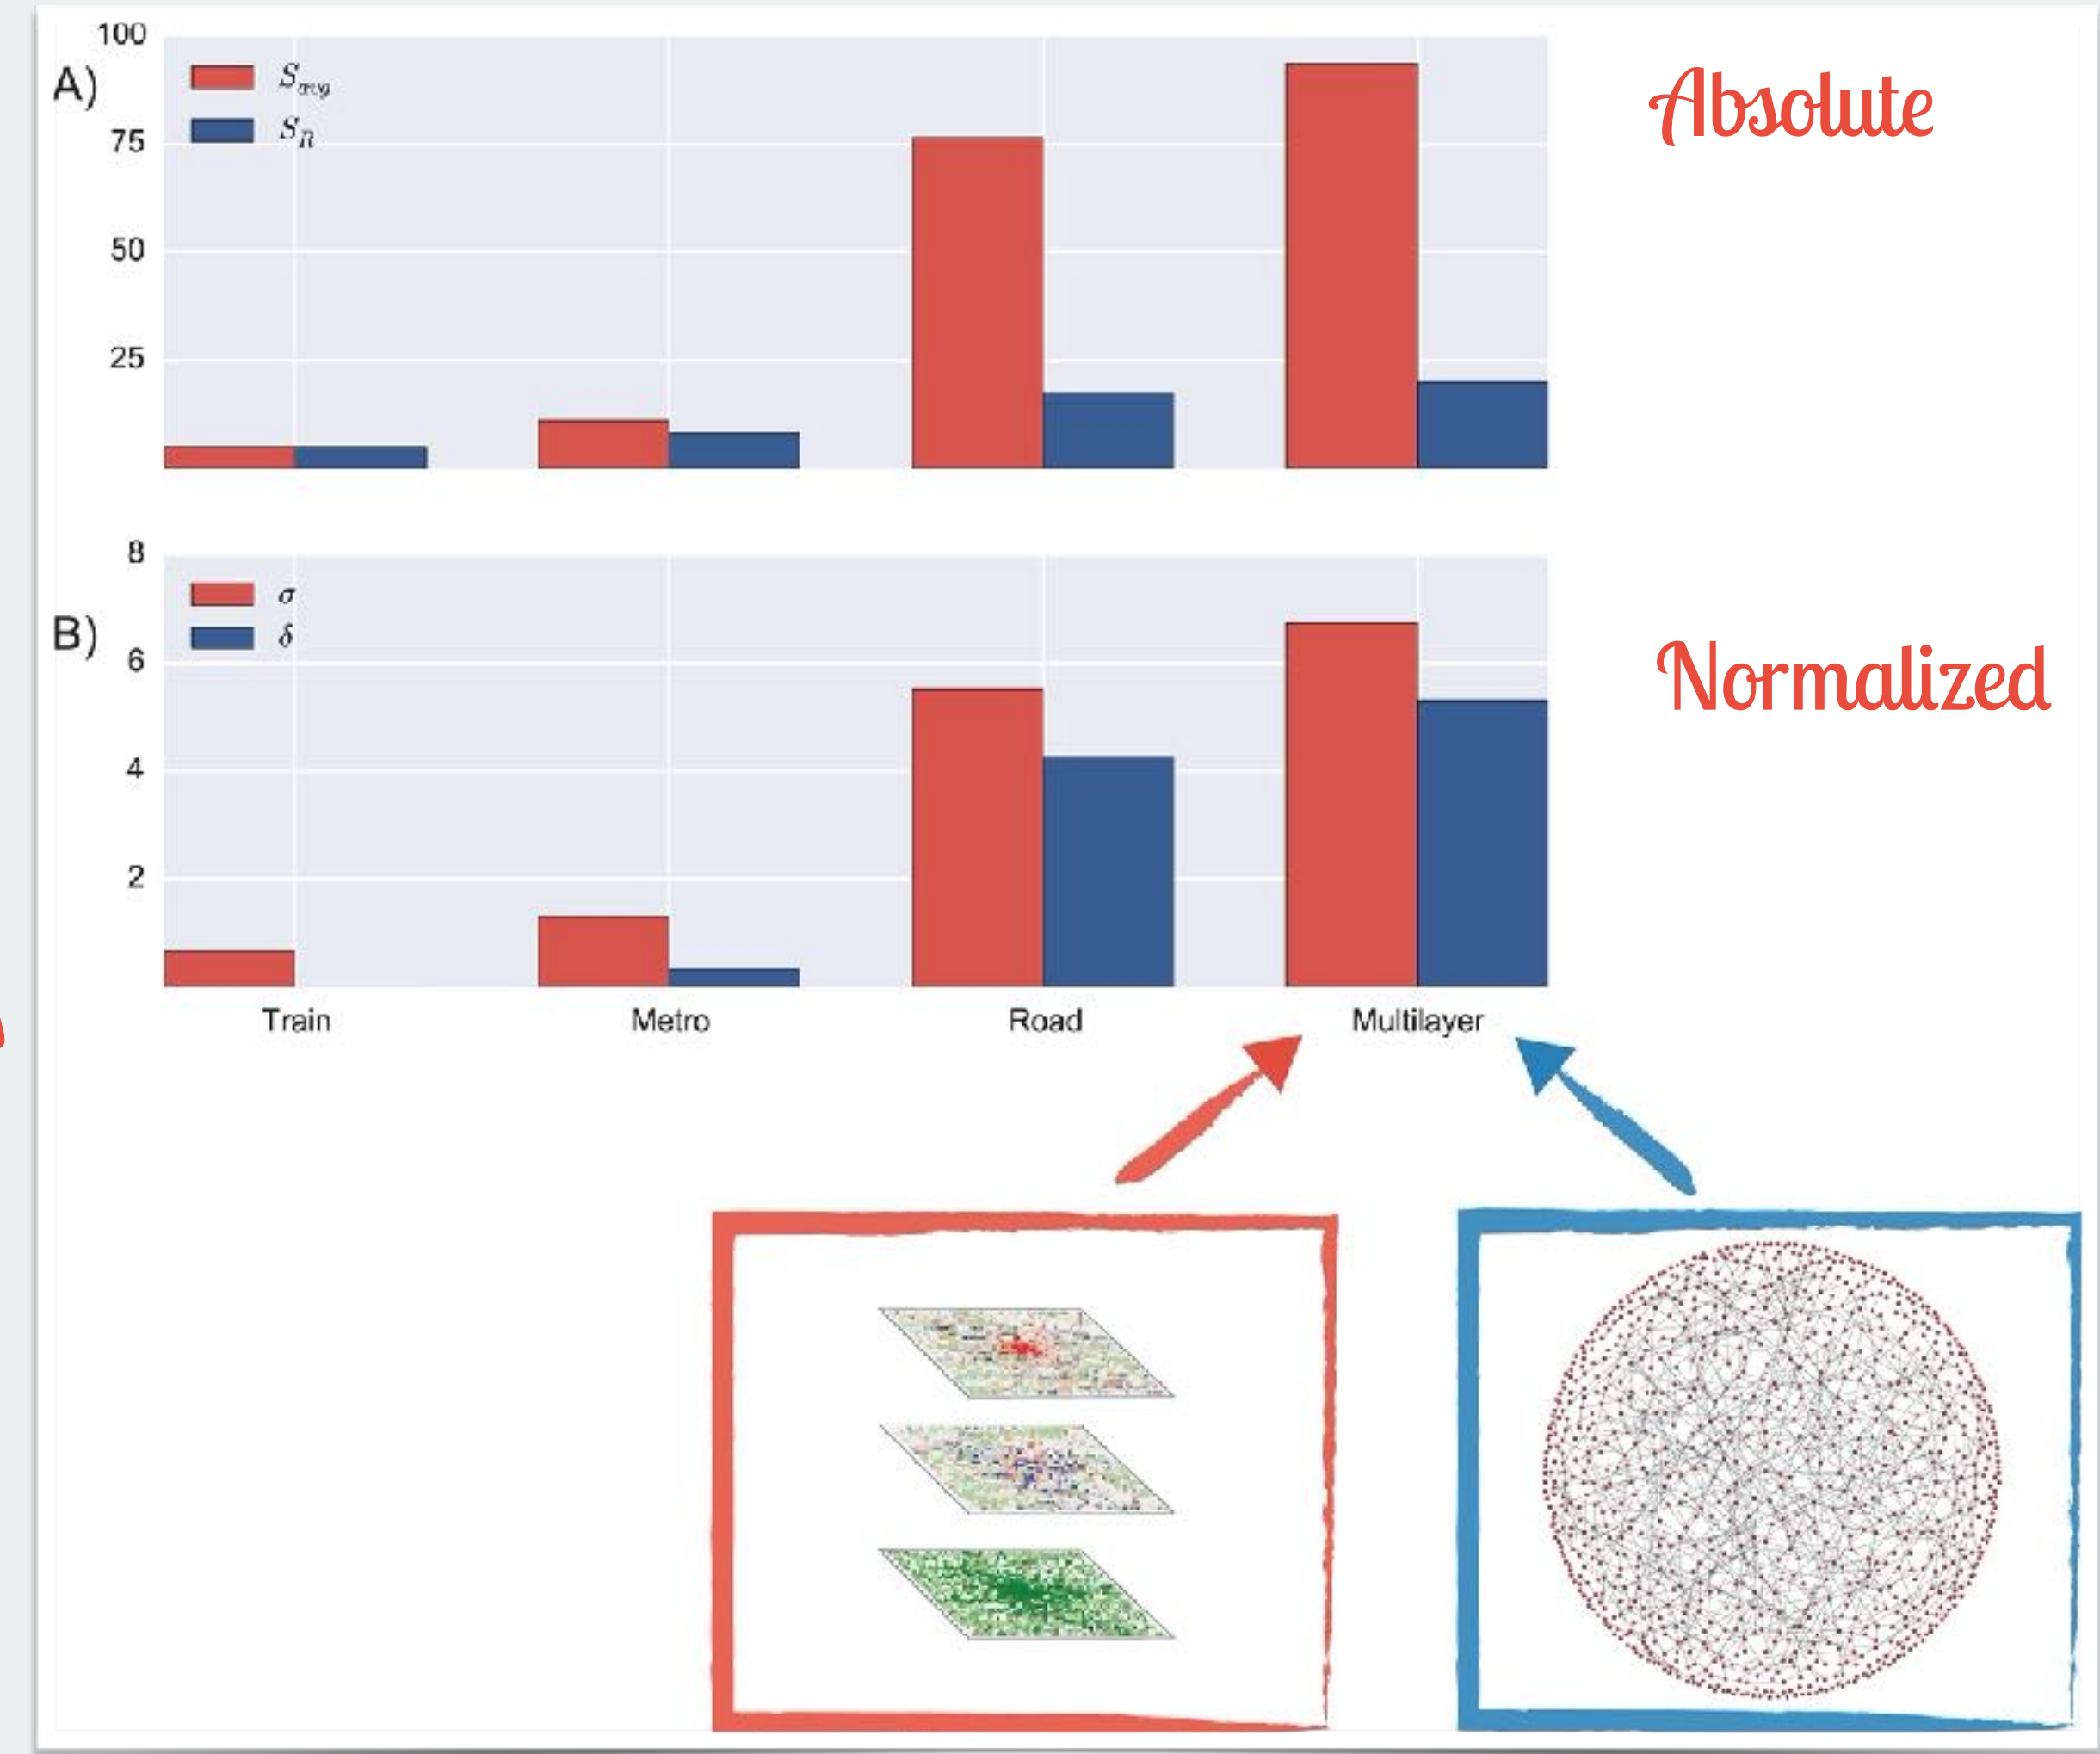 A)
100
75
50
25
S_avg
S_R
Absolute
B)
8
6
4
2
σ
δ
Normalized
Train Metro Road Multilayer